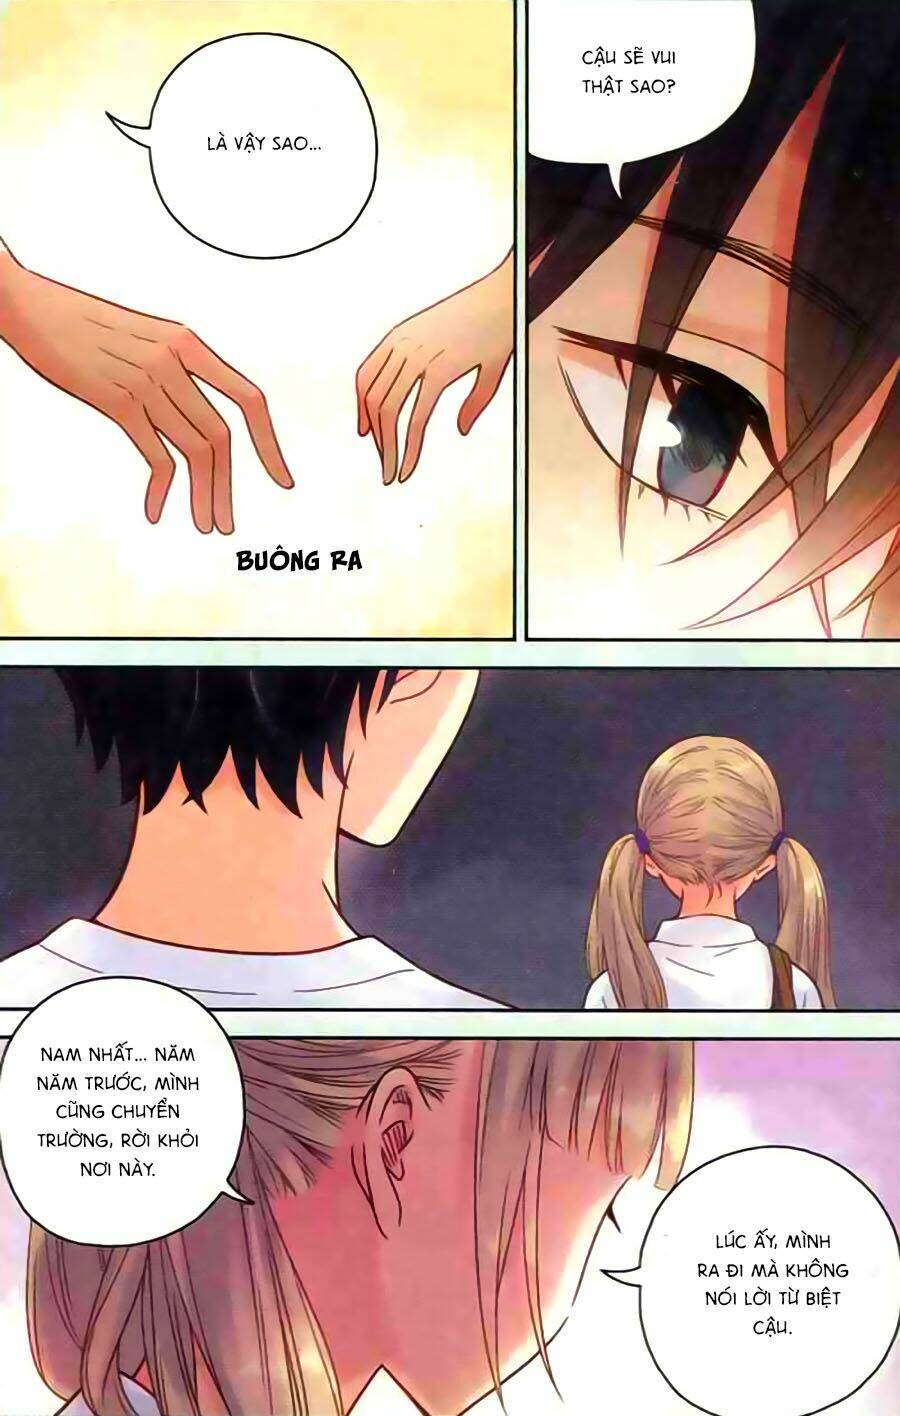 LÀ VẬY SAO...
BUÔNG RA
CẬU SẼ VUI
THẬT SAO?
NAM NHẤT... NĂM
NĂM TRƯỚC, MÌNH
CŨNG CHUYỂN
TRƯỜNG, RỜI KHỎI
NƠI NÀY.
LÚC ẤY, MÌNH
RA ĐI MÀ KHÔNG
NÓI LỜI TỪ BIỆT
CẬU.